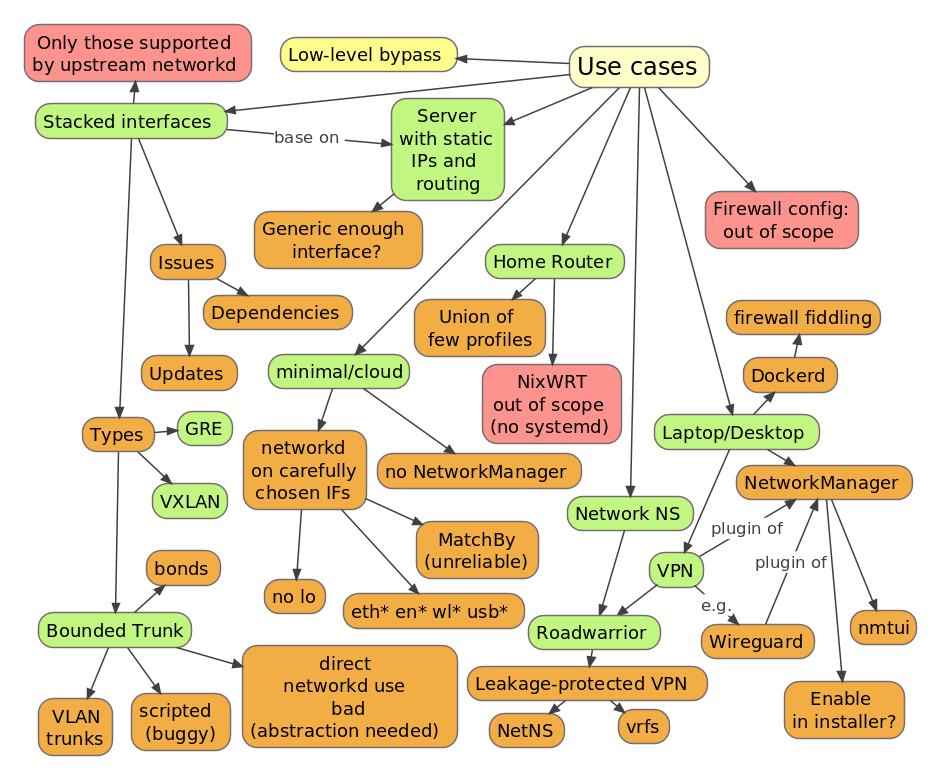 Only those supported
by upstream networkd
Low-level bypass
Use cases
Stacked interfaces
base on
Server
with static
IPs and
routing
Firewall config:
out of scope
Generic enough
interface?
Issues
Home Router
Dependencies
Union of
few profiles
firewall fiddling
Updates
minimal/cloud
NixWRT
out of scope
(no systemd)
Dockerd
Types
GRE
Laptop/Desktop
networkd
on carefully
chosen IFs
no NetworkManager
NetworkManager
VXLAN
Network NS
plugin of
MatchBy
(unreliable)
plugin of
bonds
VPN
no lo
eth* en* wl* usb*
e.g.
Bounded Trunk
Roadwarrior
Wireguard
nmtui
direct
networkd use
bad
(abstraction needed)
Leakage-protected VPN
VLAN
trunks
scripted
(buggy)
NetNS
vrfs
Enable
in installer?